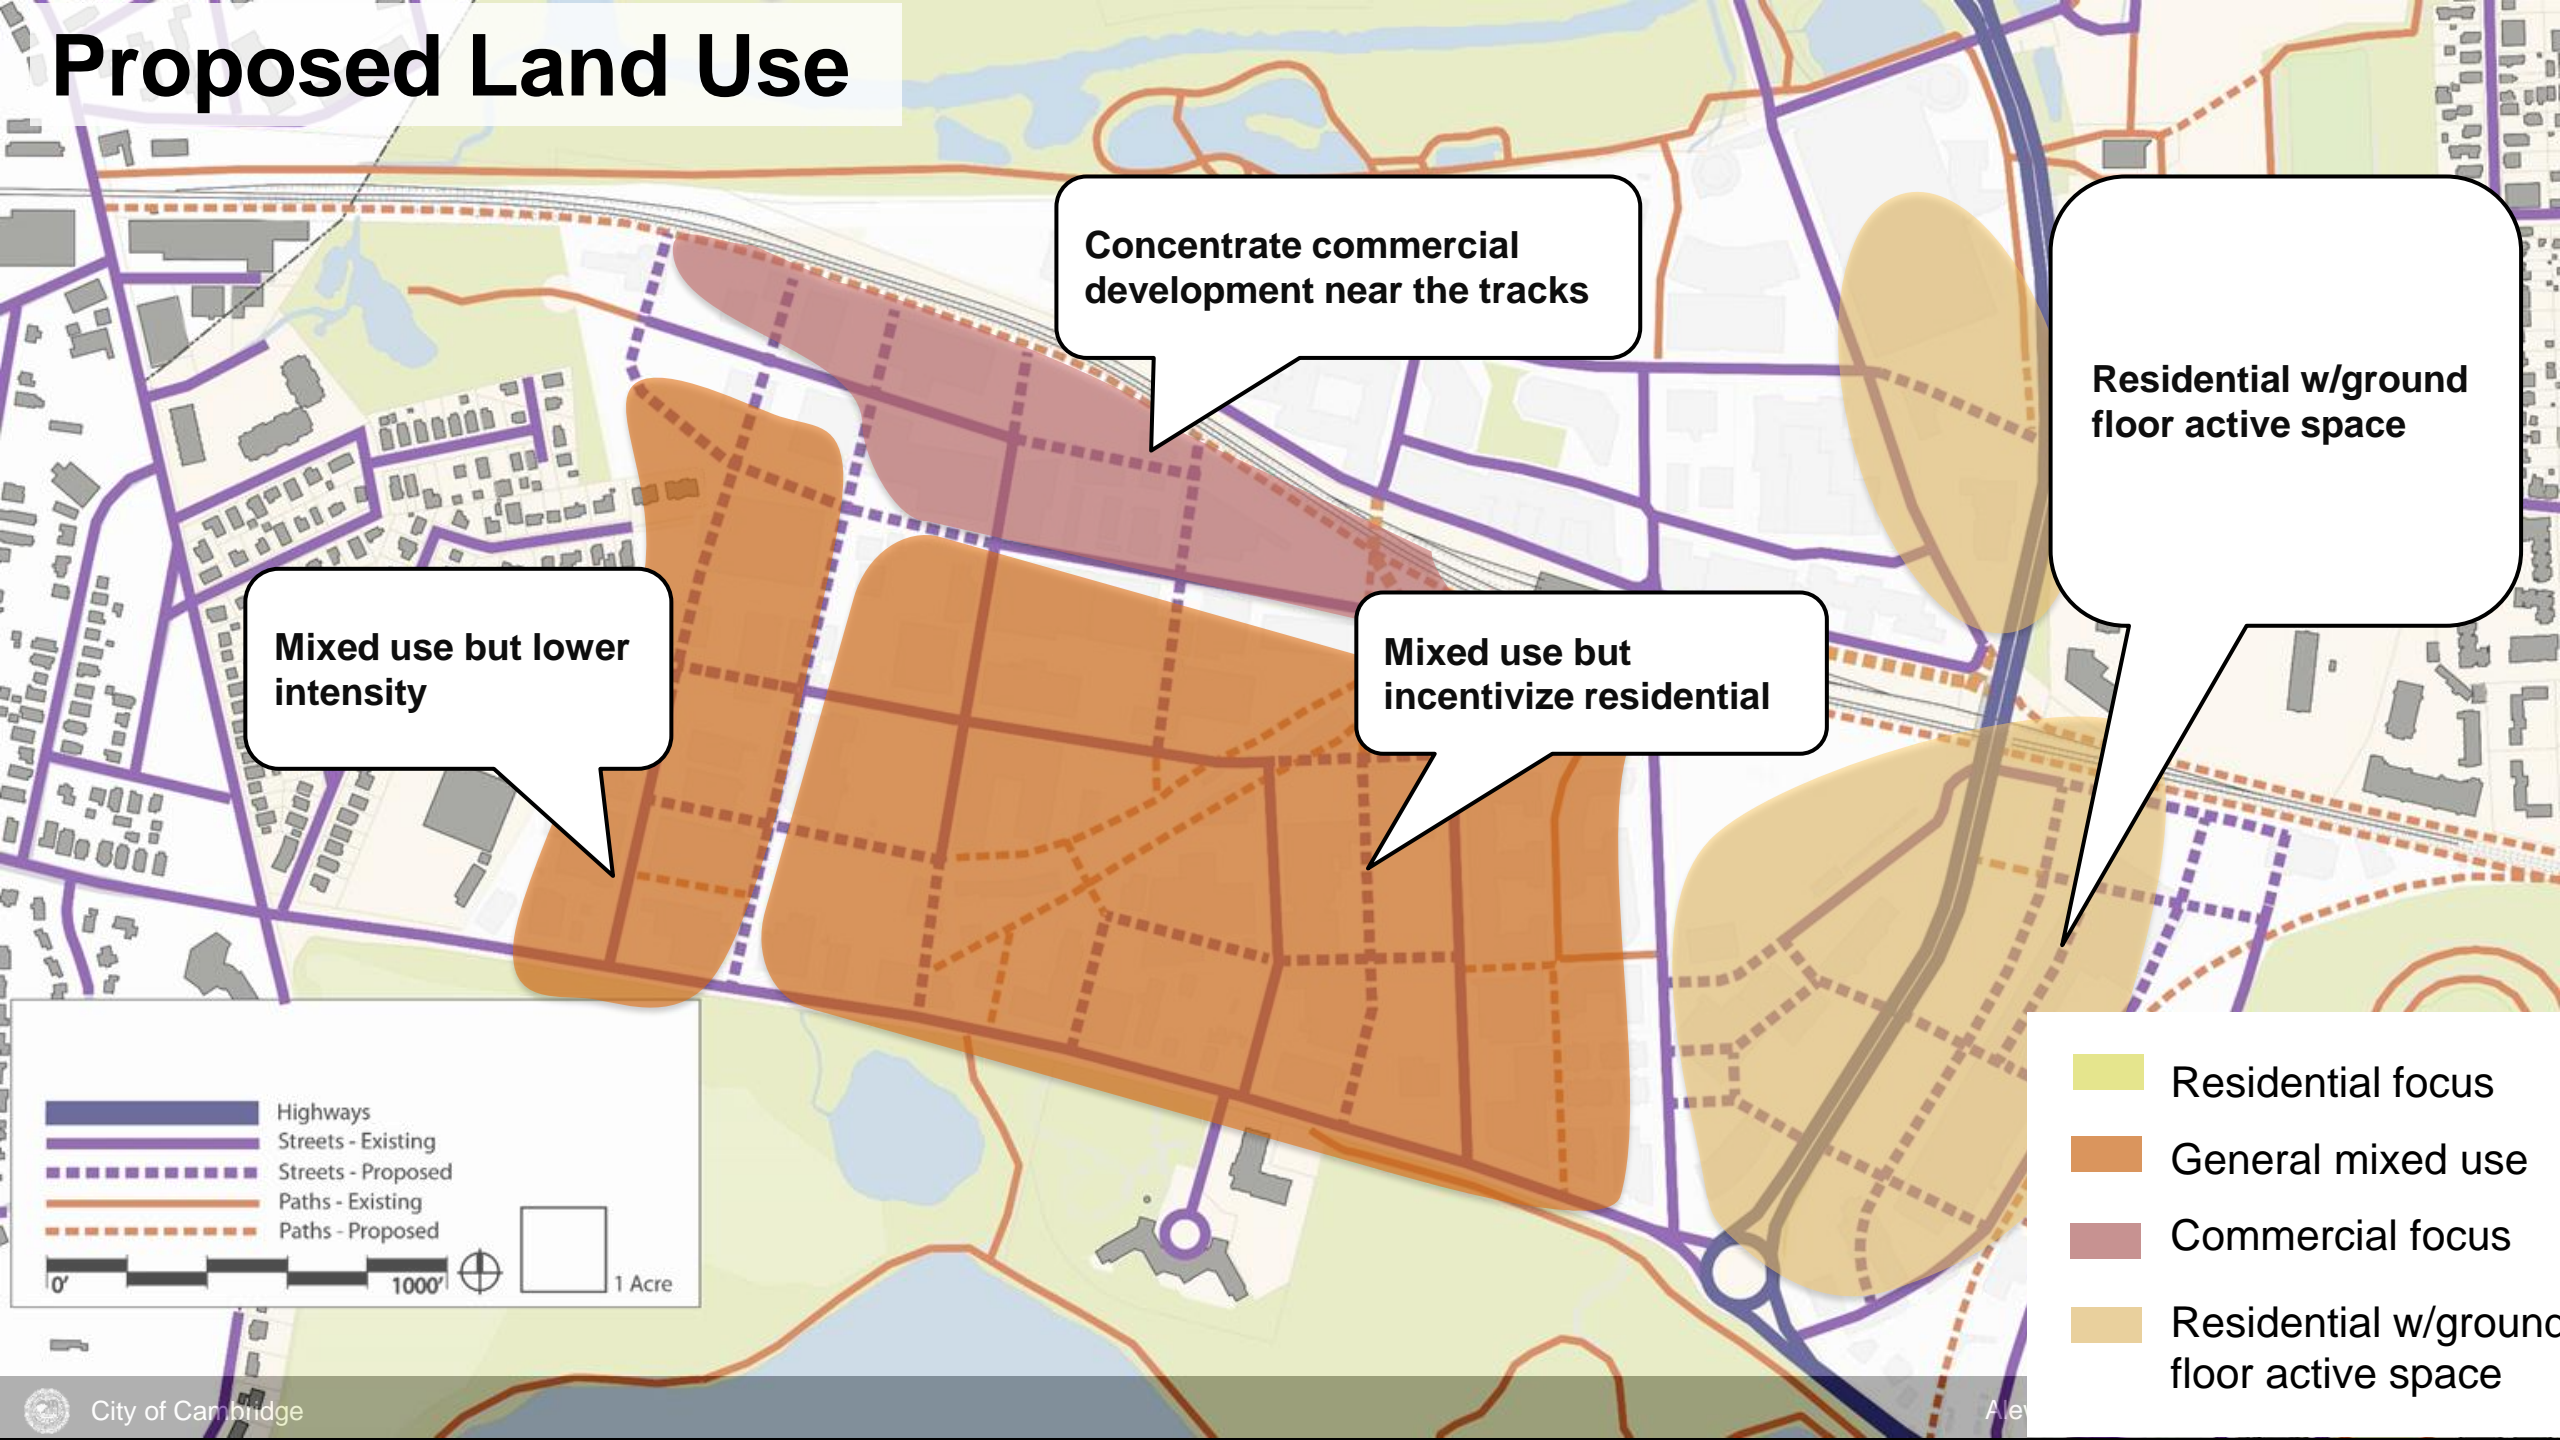 Proposed Land Use
Concentrate commercial
development near the tracks
Residential w/ground
floor active space
Mixed use but lower
intensity
Mixed use but
incentivize residential
Highways
Streets - Existing
Streets - Proposed
Paths - Existing
Paths - Proposed
0'
1000'
1 Acre
Residential focus
General mixed use
Commercial focus
Residential w/ground
floor active space
City of Cambridge